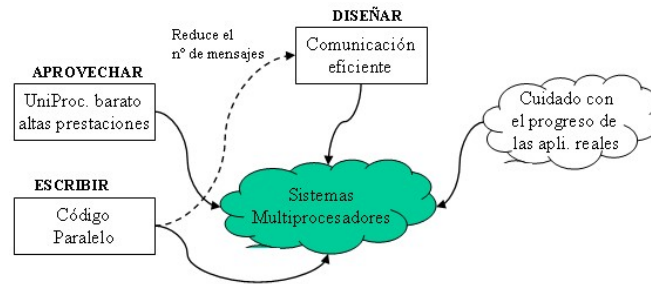 DISEÑAR
Reduce el
nº de mensajes
Comunicación
eficiente
APROVECHAR
UniProc. barato
altas prestaciones
Cuidado con
el progreso de
las apli. reales
ESCRIBIR
Código
Paralelo
Sistemas
Multiprocesadores